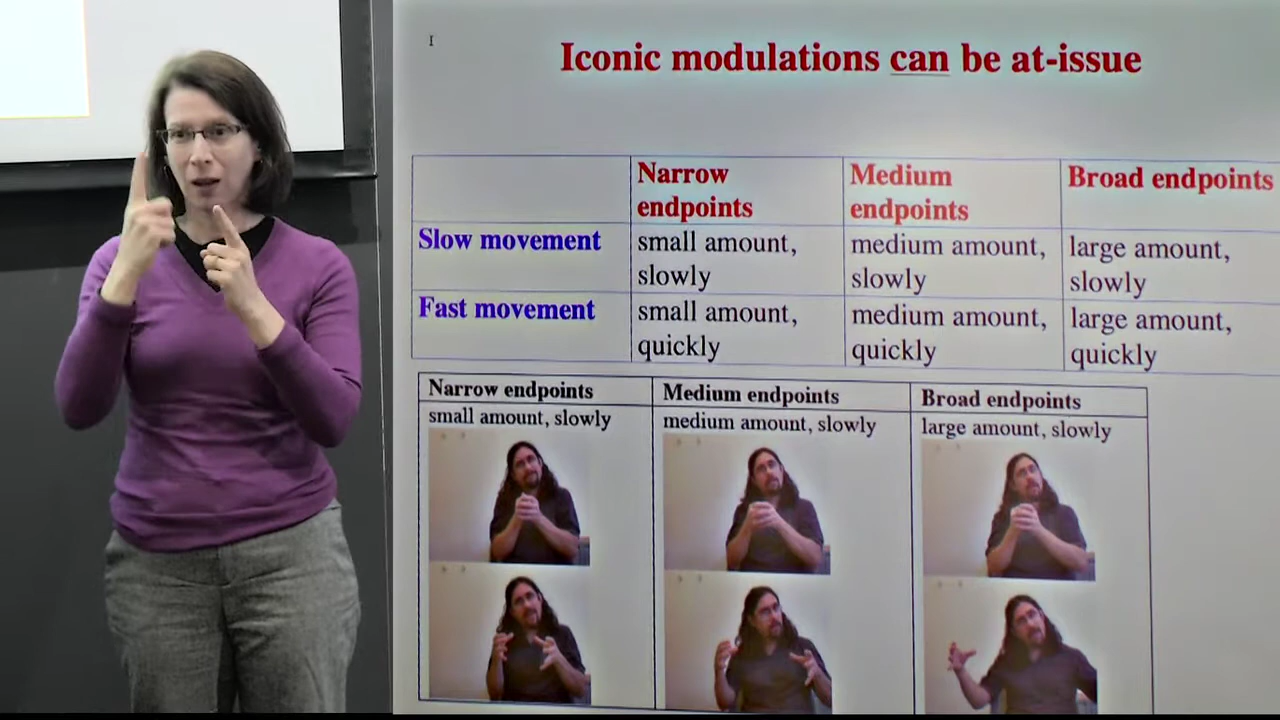 Iconic modulations can be at-issue
Narrow endpoints
Medium endpoints
Broad endpoints
Slow movement
small amount, slowly
medium amount, slowly
large amount, slowly
Fast movement
small amount, quickly
medium amount, quickly
large amount, quickly
Narrow endpoints
Medium endpoints
Broad endpoints
small amount, slowly
medium amount, slowly
large amount, slowly